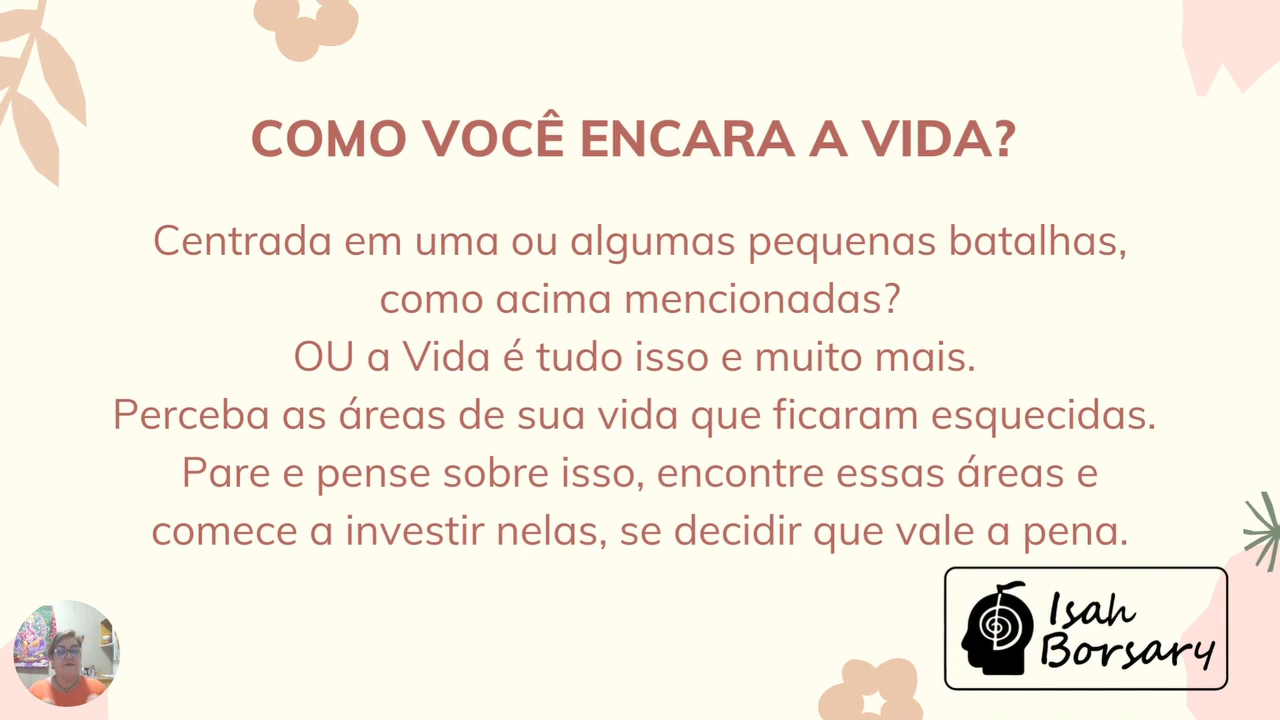 COMO VOCÊ ENCARA A VIDA?
Centrada em uma ou algumas pequenas batalhas,
como acima mencionadas?
OU a Vida é tudo isso e muito mais.
Perceba as áreas de sua vida que ficaram esquecidas.
Pare e pense sobre isso, encontre essas áreas e
comece a investir nelas, se decidir que vale a pena.
Isah
Borsary